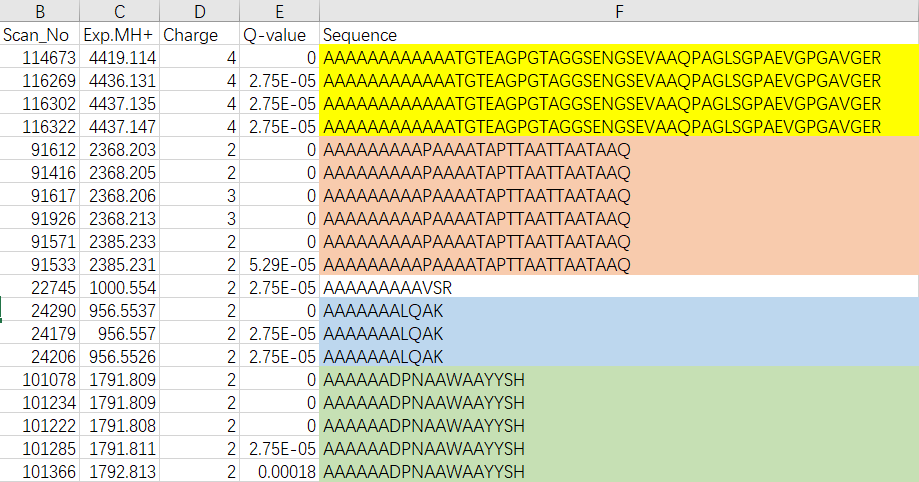 B C D E F
Scan_No Exp.MH+ Charge Q-value Sequence
114673 4419.114 4 0 AAAAAAAAAAAATGTEAGPGTAGGSENGSEVAAQPAGLSGPAEVGPGAVGER
116269 4436.131 4 2.75E-05 AAAAAAAAAAAATGTEAGPGTAGGSENGSEVAAQPAGLSGPAEVGPGAVGER
116302 4437.135 4 2.75E-05 AAAAAAAAAAAATGTEAGPGTAGGSENGSEVAAQPAGLSGPAEVGPGAVGER
116322 4437.147 4 2.75E-05 AAAAAAAAAAAATGTEAGPGTAGGSENGSEVAAQPAGLSGPAEVGPGAVGER
91612 2368.203 2 0 AAAAAAAAAPAAAATAPTTAATTAATAAQ
91416 2368.205 2 0 AAAAAAAAAPAAAATAPTTAATTAATAAQ
91617 2368.206 3 0 AAAAAAAAAPAAAATAPTTAATTAATAAQ
91926 2368.213 3 0 AAAAAAAAAPAAAATAPTTAATTAATAAQ
91571 2385.233 2 0 AAAAAAAAAPAAAATAPTTAATTAATAAQ
91533 2385.231 2 5.29E-05 AAAAAAAAAPAAAATAPTTAATTAATAAQ
22745 1000.554 2 2.75E-05 AAAAAAAAAVSR
24290 956.5537 2 0 AAAAAAALQAK
24179 956.557 2 2.75E-05 AAAAAAALQAK
24206 956.5526 2 2.75E-05 AAAAAAALQAK
101078 1791.809 2 0 AAAAAADPNAAWAAYYSH
101234 1791.809 2 0 AAAAAADPNAAWAAYYSH
101222 1791.808 2 0 AAAAAADPNAAWAAYYSH
101285 1791.811 2 2.75E-05 AAAAAADPNAAWAAYYSH
101366 1792.813 2 0.00018 AAAAAADPNAAWAAYYSH